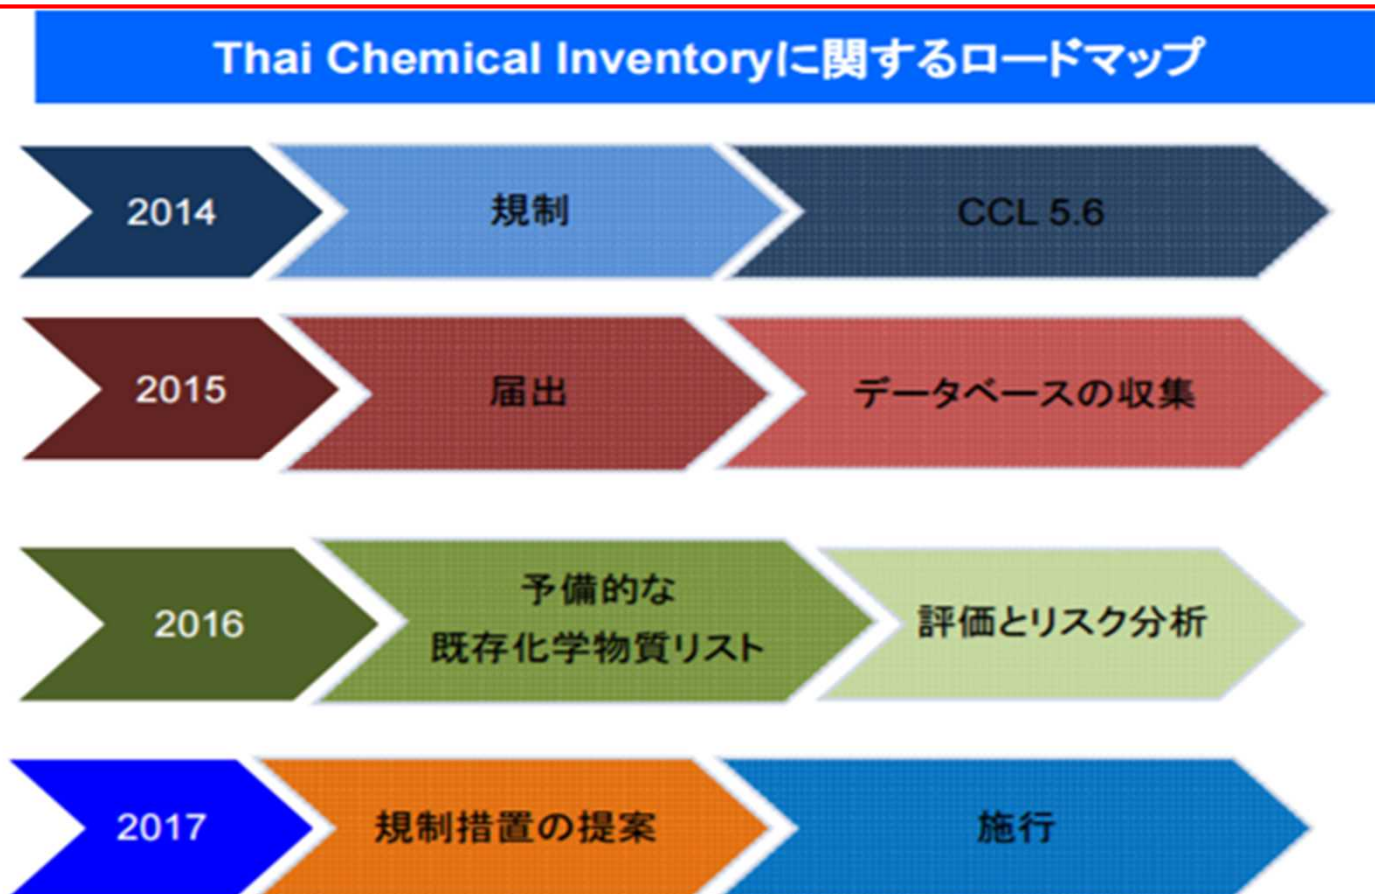 Thai Chemical Inventoryに関するロードマップ
2014
規制
CCL 5.6
2015
届出
データベースの収集
2016
予備的な
既存化学物質リスト
評価とリスク分析
2017
規制措置の提案
施行